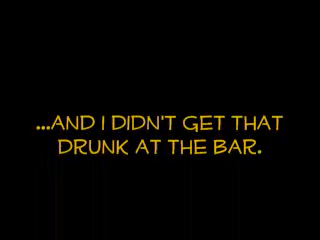 ...AND I DIDN'T GET THAT
DRUNK AT THE BAR.